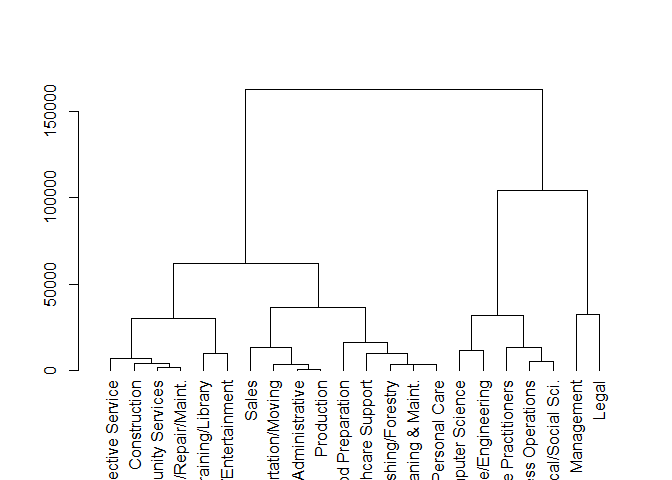 150000
100000
50000
0
ective Service
Construction
unity Services
/Repair/Maint.
raining/Library
/Entertainment
Sales
rtation/Moving
Administrative
Production
od Preparation
hcare Support
shing/Forestry
aning & Maint.
Personal Care
puter Science
e/Engineering
e Practitioners
ess Operations
cal/Social Sci.
Management
Legal